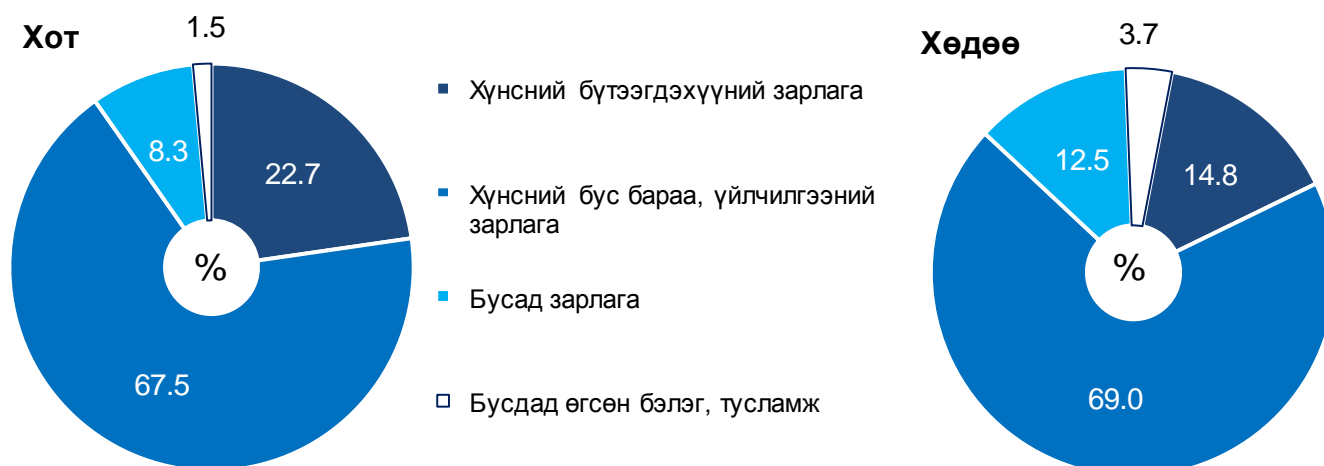 Хот
1.5
8.3
22.7
%
67.5
Хүнсний бүтээгдэхүүний зарлага
Хүнсний бус бараа, үйлчилгээний
зарлага
Бусад зарлага
Бусдад өгсөн бэлэг, тусламж
Хөдөө
3.7
12.5
14.8
%
69.0